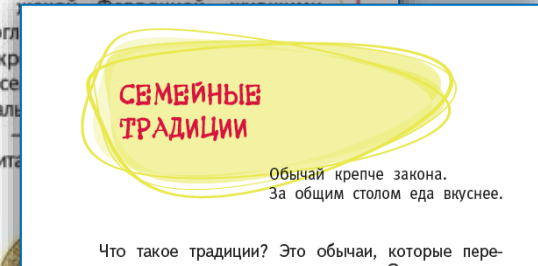 СЕМЕЙНЫЕ
ТРАДИЦИИ
Обычай крепче закона.
За общим столом еда вкуснее.
Что такое традиции? Это обычаи, которые пере-